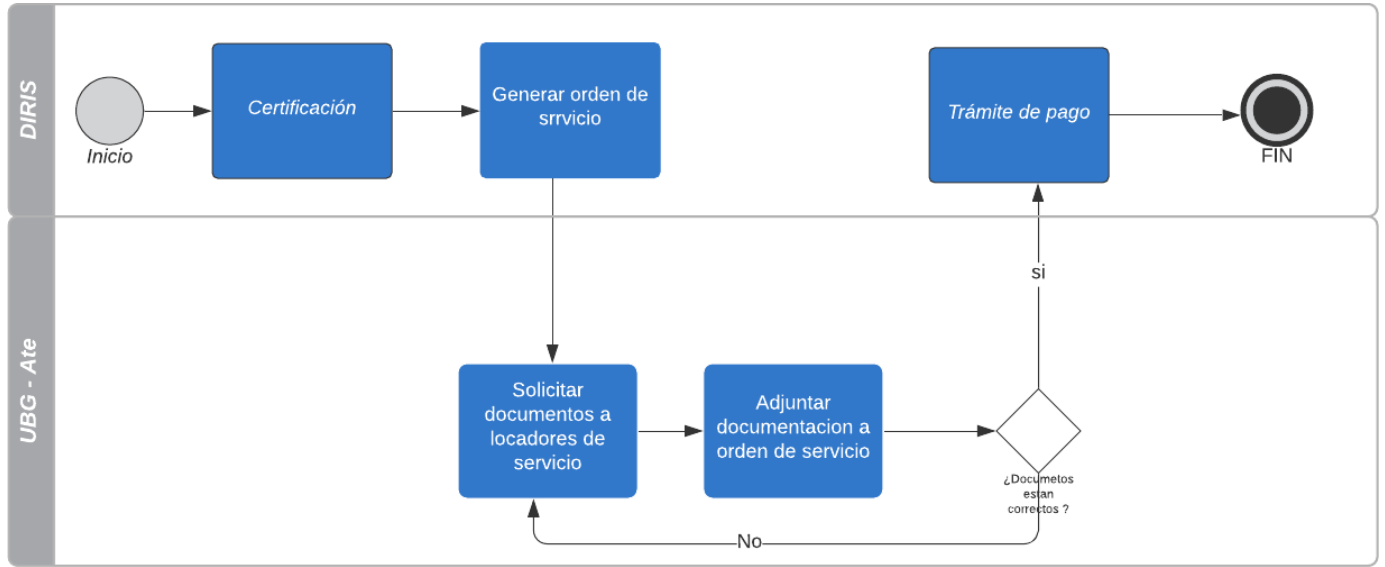 DIRIS
Inicio
Certificación
Generar orden de
srrvicio
Trámite de pago
FIN
UBG - Ate
Solicitar
documentos a
locadores de
servicio
Adjuntar
documentacion a
orden de servicio
si
¿Documetos
estan
correctos ?
No